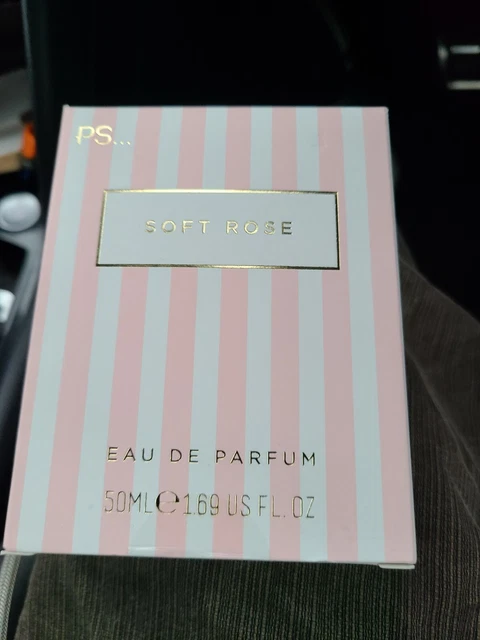 PS...
SOFT ROSE
EAU DE PARFUM
50ML℮1.69 US FL. OZ